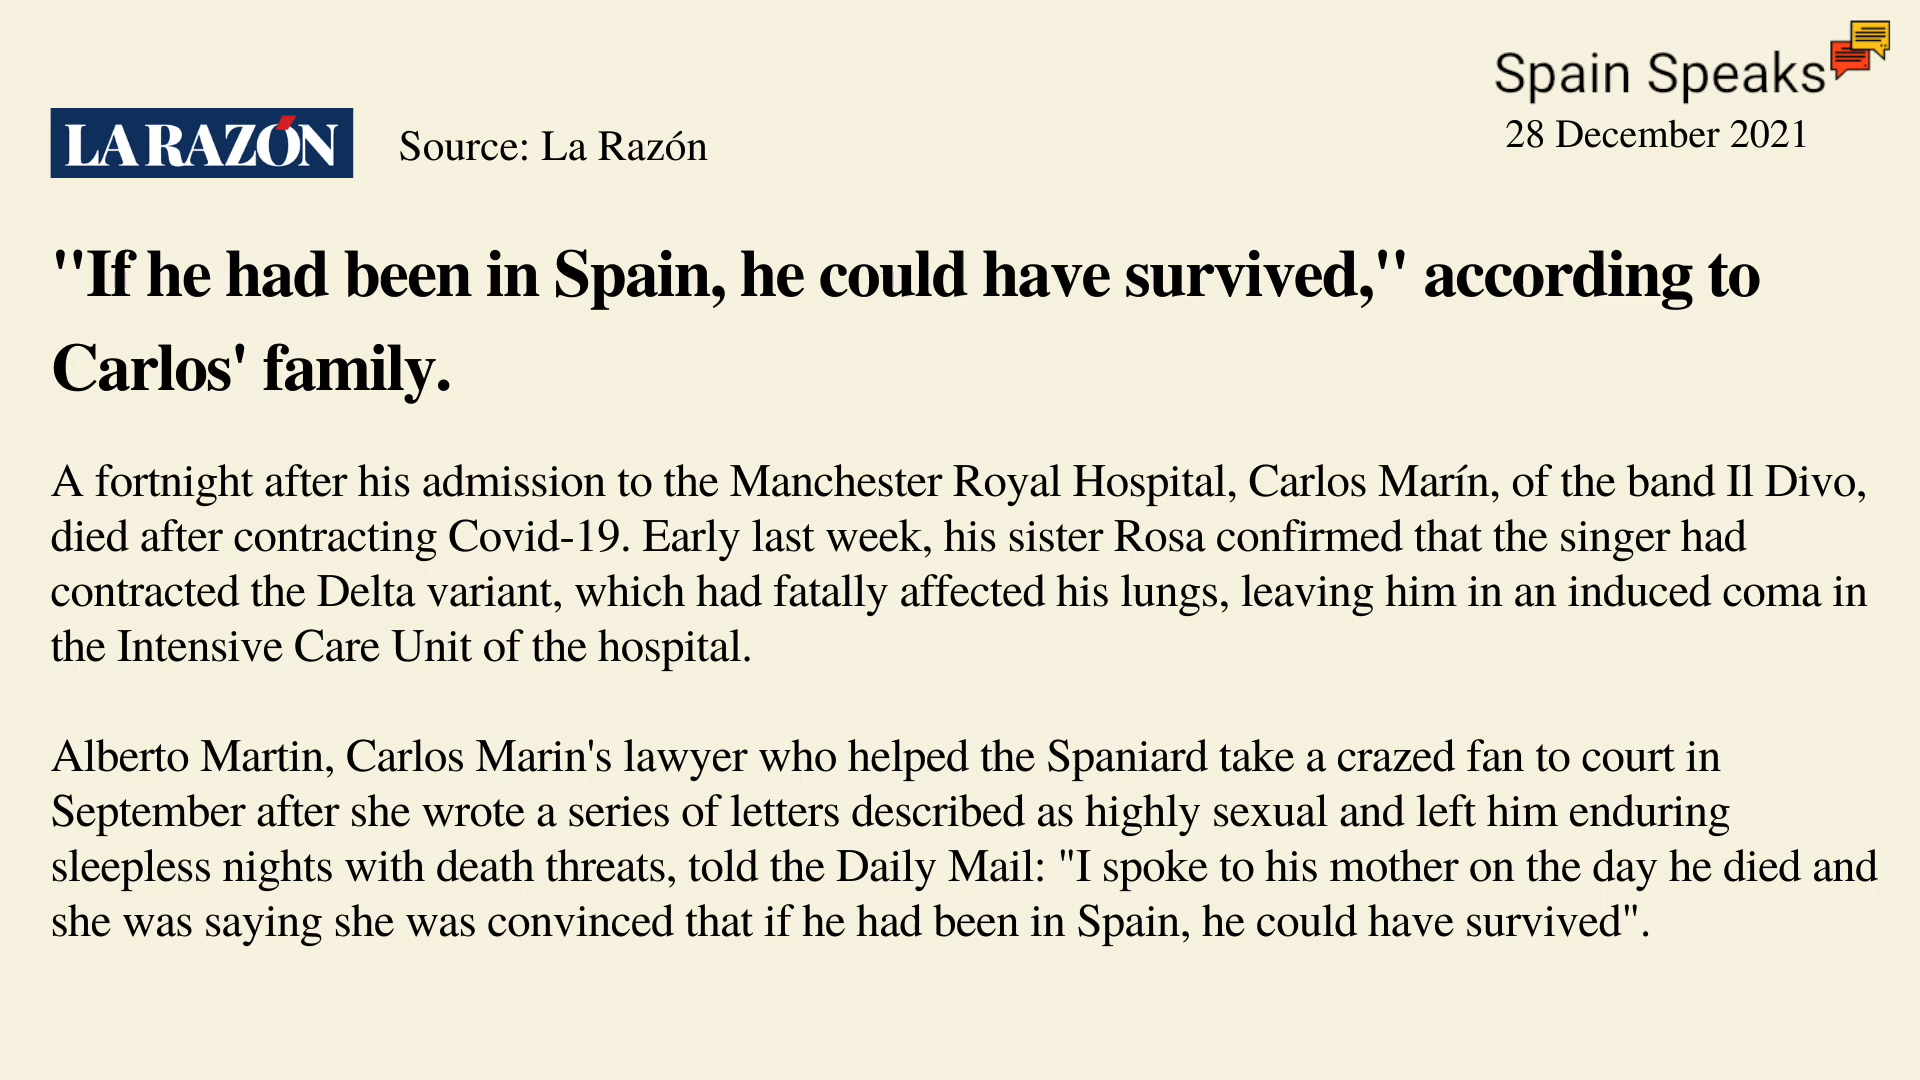 Spain Speaks
28 December 2021
LA RAZÓN
Source: La Razón
"If he had been in Spain, he could have survived," according to
Carlos' family.
A fortnight after his admission to the Manchester Royal Hospital, Carlos Marín, of the band Il Divo,
died after contracting Covid-19. Early last week, his sister Rosa confirmed that the singer had
contracted the Delta variant, which had fatally affected his lungs, leaving him in an induced coma in
the Intensive Care Unit of the hospital.
Alberto Martin, Carlos Marin's lawyer who helped the Spaniard take a crazed fan to court in
September after she wrote a series of letters described as highly sexual and left him enduring
sleepless nights with death threats, told the Daily Mail: "I spoke to his mother on the day he died and
she was saying she was convinced that if he had been in Spain, he could have survived".